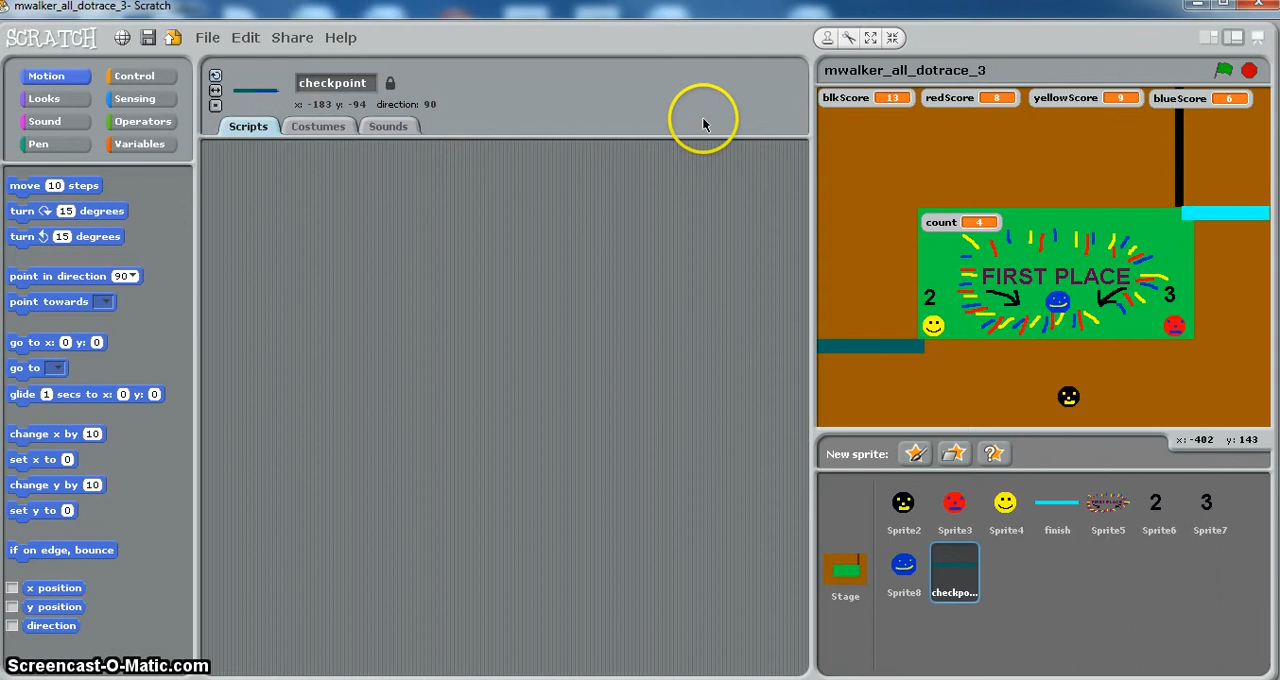 mwalker_all_dotrace_3- Scratch
SCRATCH File Edit Share Help
Motion Control
Looks Sensing
Sound Operators
Pen Variables
checkpoint
x: -183 y: -94 direction: 90
Scripts Costumes Sounds
move 10 steps
turn 15 degrees
turn 15 degrees
point in direction 90
point towards
go to x: 0 y: 0
go to
glide 1 secs to x: 0 y: 0
change x by 10
set x to 0
change y by 10
set y to 0
if on edge, bounce
x position
y position
direction
mwalker_all_dotrace_3
blkScore 13 redScore 8 yellowScore 9 blueScore 6
count 4
FIRST PLACE
2 3
x: -402 y: 143
New sprite:
2 3
Sprite2 Sprite3 Sprite4 finish Sprite5 Sprite6 Sprite7
Stage Sprite8 checkpo...
Screencast-O-Matic.com